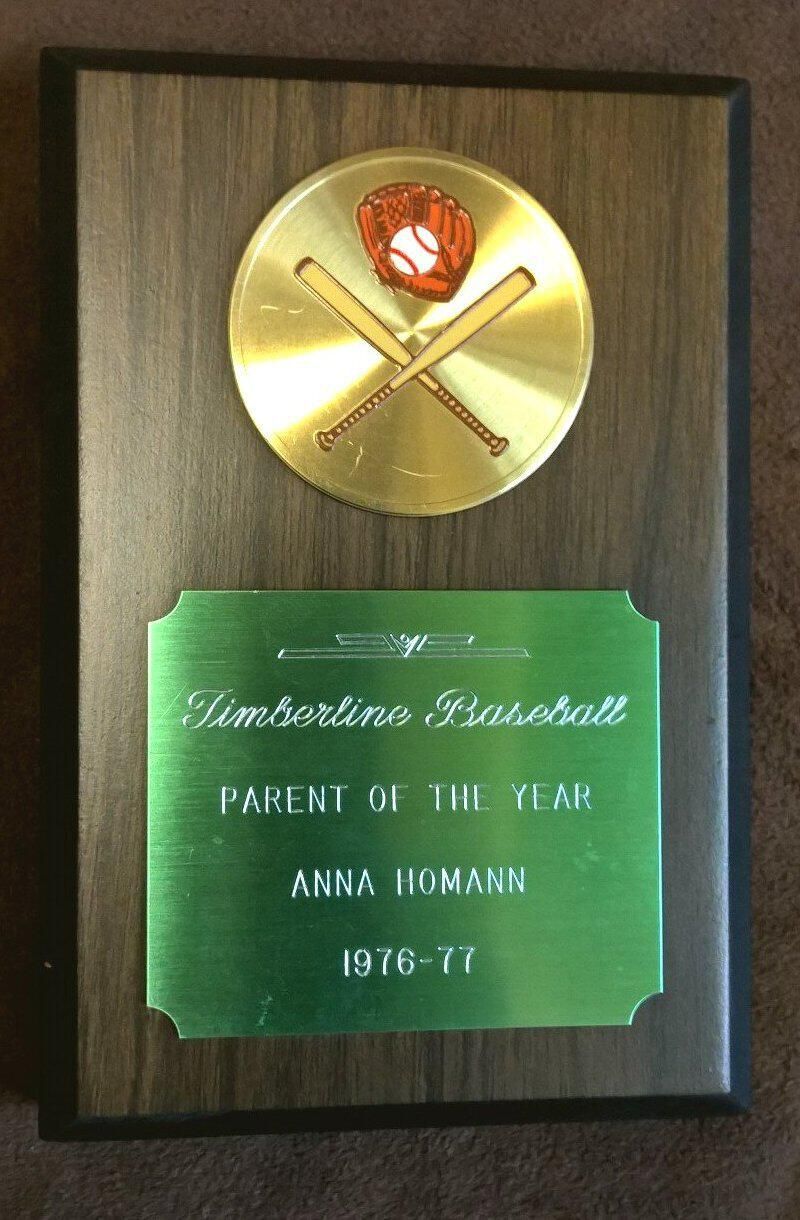 Timberline Baseball
PARENT OF THE YEAR
ANNA HOMANN
1976-77